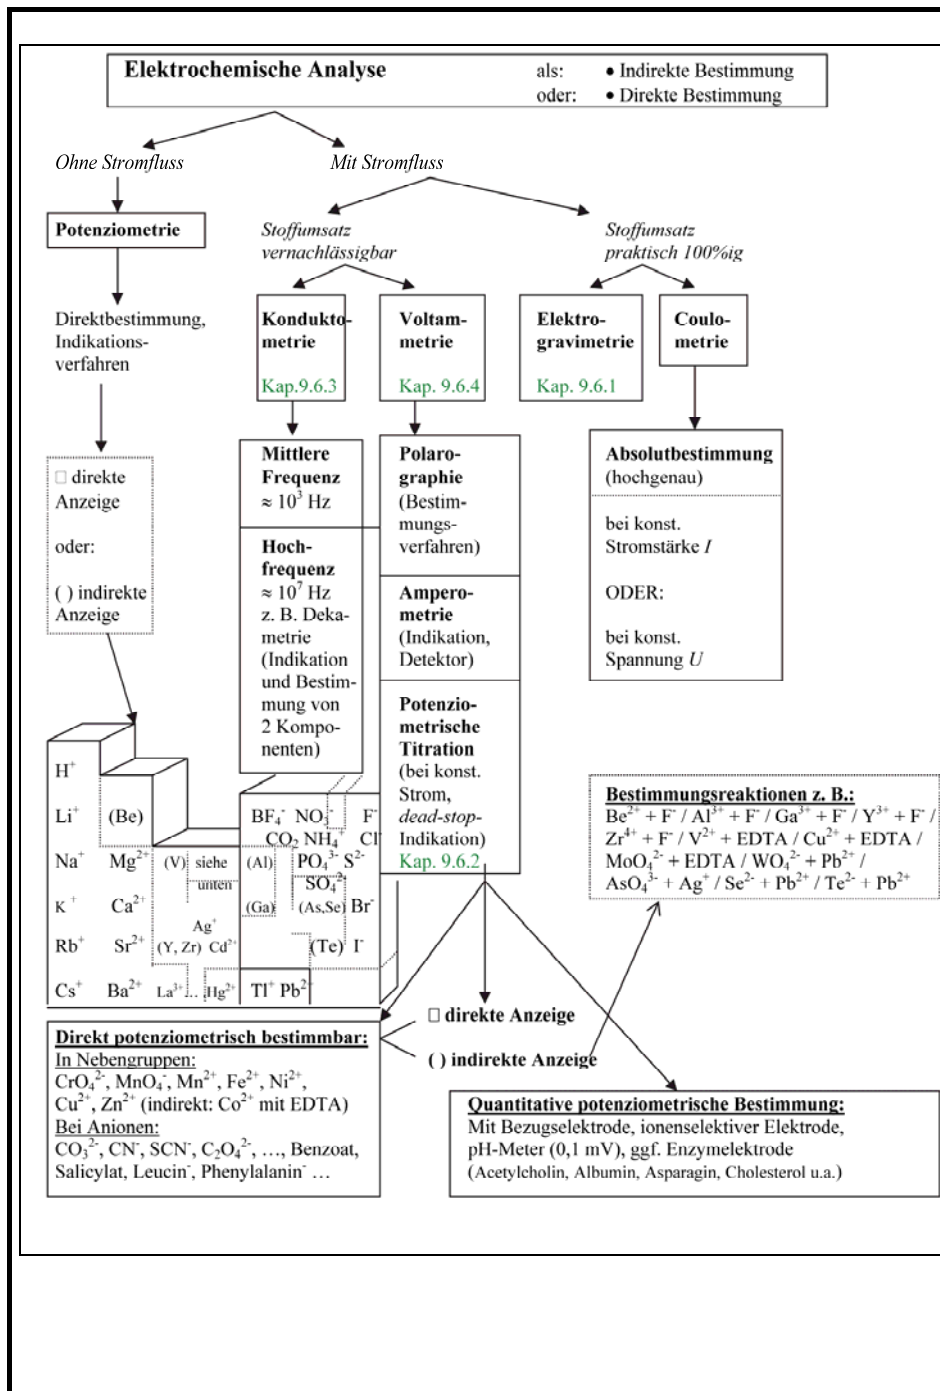 Elektrochemische Analyse als: • Indirekte Bestimmung
oder: • Direkte Bestimmung
Ohne Stromfluss
Mit Stromfluss
Potenziometrie
Stoffumsatz
vernachlässigbar
Stoffumsatz
praktisch 100%ig
Direktbestimmung,
Indikations-
verfahren
Kondukto-
metrie
Kap.9.6.3
Voltam-
metrie
Kap. 9.6.4
Elektro-
gravimetrie
Kap. 9.6.1
Coulo-
metrie
□ direkte
Anzeige
oder:
( ) indirekte
Anzeige
Mittlere
Frequenz
≈ 10³ Hz
Hoch-
frequenz
≈ 10⁷ Hz
z. B. Deka-
metrie
(Indikation
und Bestim-
mung von
2 Kompo-
nenten)
Polaro-
graphie
(Bestim-
mungs-
verfahren)
Ampero-
metrie
(Indikation,
Detektor)
Potenzio-
metrische
Titration
(bei konst.
Strom,
dead-stop-
Indikation)
Kap. 9.6.2
Absolutbestimmung
(hochgenau)
bei konst.
Stromstärke I
ODER:
bei konst.
Spannung U
H⁺
Li⁺ (Be) BF₄⁻ NO₃⁻ F⁻
CO₂ NH₄⁺ Cl⁻
Na⁺ Mg²⁺ (V) siehe (Al) PO₄³⁻ S²⁻
unten SO₄²⁻
K⁺ Ca²⁺ (Ga) (As,Se) Br⁻
Ag⁺
Rb⁺ Sr²⁺ (Y, Zr) Cd²⁺ (Te) I⁻
Cs⁺ Ba²⁺ La³⁺... Hg²⁺ Tl⁺ Pb²⁺
Bestimmungsreaktionen z. B.:
Be²⁺ + F⁻ / Al³⁺ + F⁻ / Ga³⁺ + F⁻ / Y³⁺ + F⁻ /
Zr⁴⁺ + F⁻ / V²⁺ + EDTA / Cu²⁺ + EDTA /
MoO₄²⁻ + EDTA / WO₄²⁻ + Pb²⁺ /
AsO₄³⁻ + Ag⁺ / Se²⁻ + Pb²⁺ / Te²⁻ + Pb²⁺
□ direkte Anzeige
( ) indirekte Anzeige
Direkt potenziometrisch bestimmbar:
In Nebengruppen:
CrO₄²⁻, MnO₄⁻, Mn²⁺, Fe²⁺, Ni²⁺,
Cu²⁺, Zn²⁺ (indirekt: Co²⁺ mit EDTA)
Bei Anionen:
CO₃²⁻, CN⁻, SCN⁻, C₂O₄²⁻, …, Benzoat,
Salicylat, Leucin⁻, Phenylalanin⁻ …
Quantitative potenziometrische Bestimmung:
Mit Bezugselektrode, ionenselektiver Elektrode,
pH-Meter (0,1 mV), ggf. Enzymelektrode
(Acetylcholin, Albumin, Asparagin, Cholesterol u.a.)